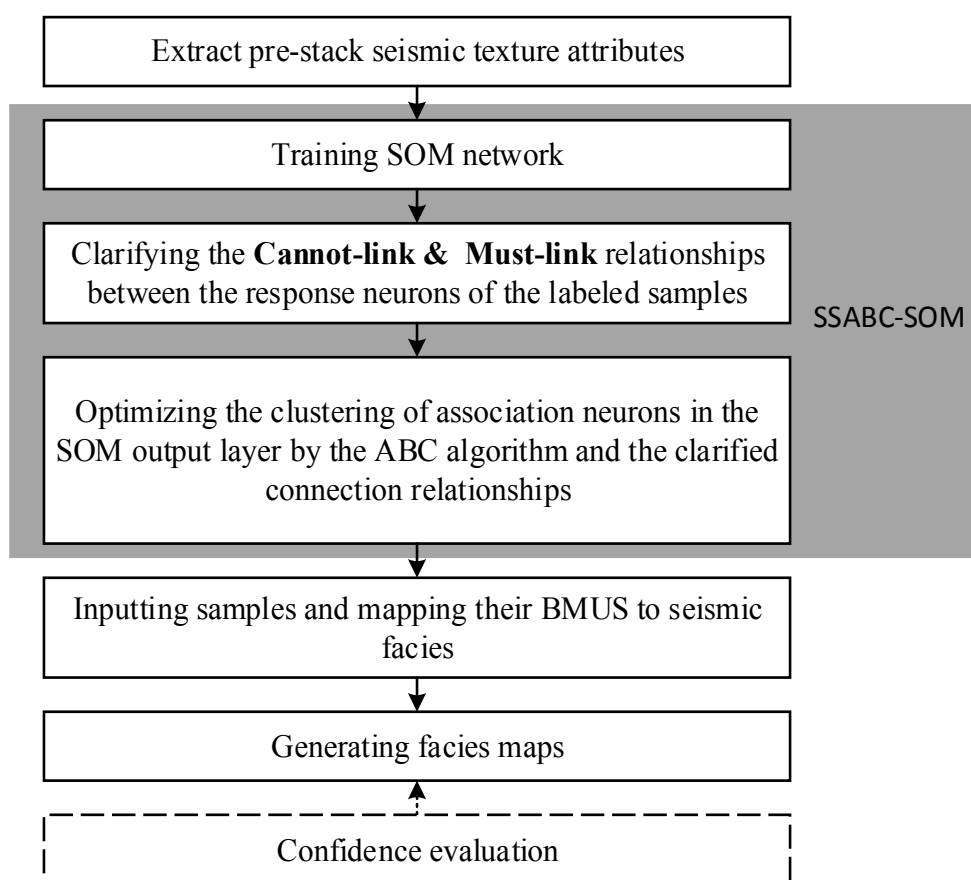 Extract pre-stack seismic texture attributes
Training SOM network
Clarifying the Cannot-link & Must-link relationships
between the response neurons of the labeled samples
SSABC-SOM
Optimizing the clustering of association neurons in the
SOM output layer by the ABC algorithm and the clarified
connection relationships
Inputting samples and mapping their BMUS to seismic
facies
Generating facies maps
Confidence evaluation